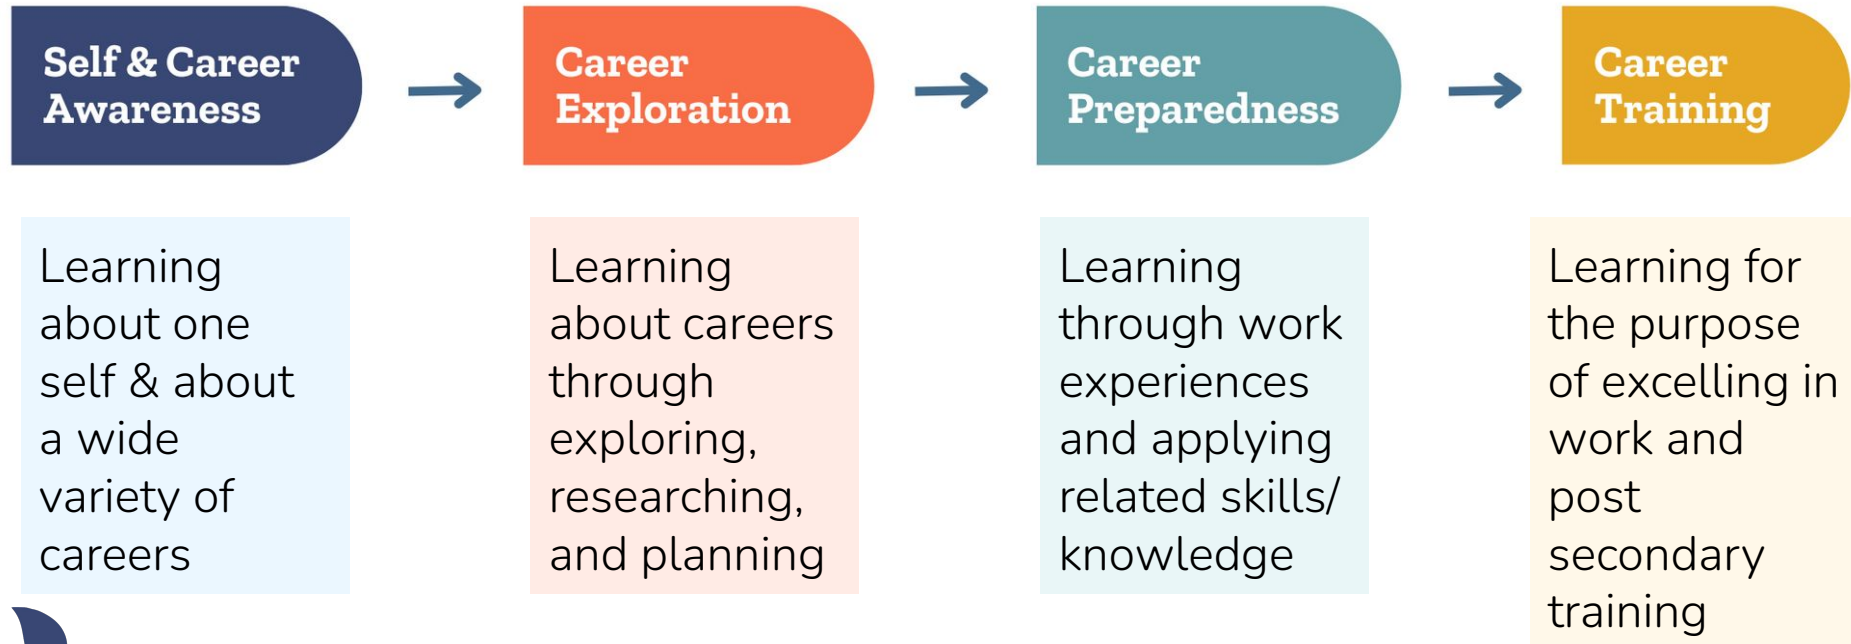 Self & Career
Awareness
Career
Exploration
Career
Preparedness
Career
Training
Learning
about one
self & about
a wide
variety of
careers
Learning
about careers
through
exploring,
researching,
and planning
Learning
through work
experiences
and applying
related skills/
knowledge
Learning for
the purpose
of excelling in
work and
post
secondary
training